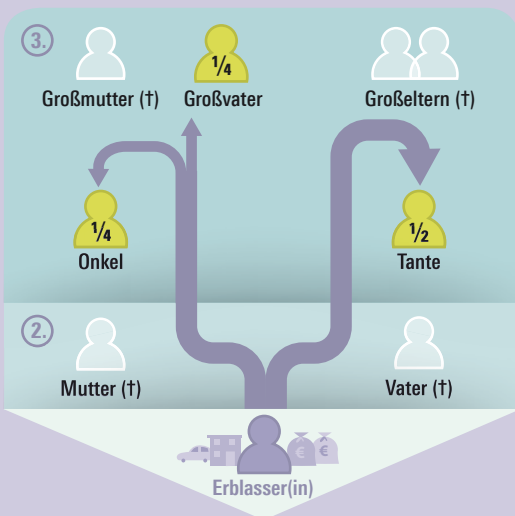 3.
1/4
Großmutter (†) Großvater Großeltern (†)
1/4 1/2
Onkel Tante
2.
Mutter (†) Vater (†)
€ €
Erblasser(in)